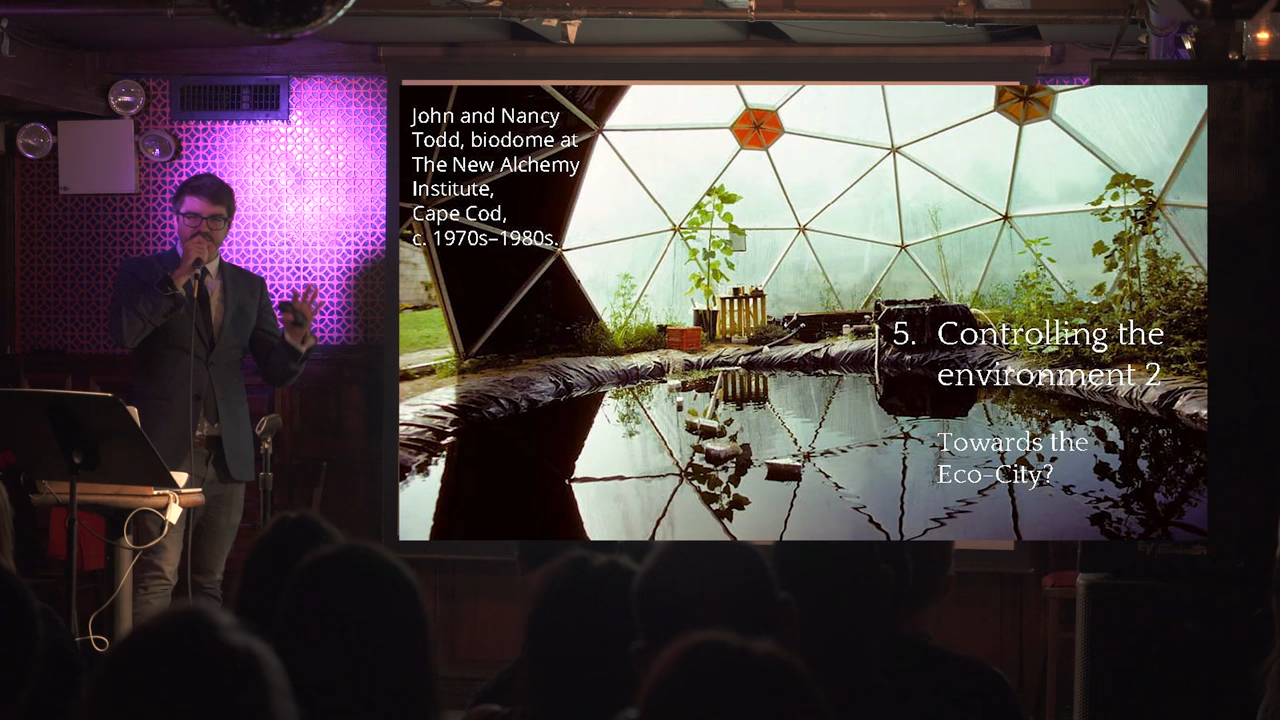 John and Nancy
Todd, biodome at
The New Alchemy
Institute,
Cape Cod,
c. 1970s–1980s.
5. Controlling the
environment 2
Towards the
Eco-City?